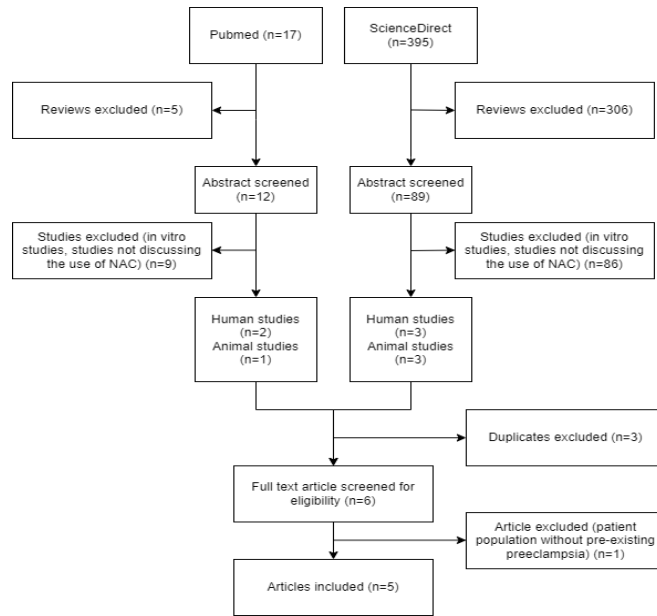 Pubmed (n=17)
ScienceDirect
(n=395)
Reviews excluded (n=5)
Reviews excluded (n=306)
Abstract screened
(n=12)
Abstract screened
(n=89)
Studies excluded (in vitro
studies, studies not discussing
the use of NAC) (n=9)
Studies excluded (in vitro
studies, studies not discussing
the use of NAC) (n=86)
Human studies
(n=2)
Animal studies
(n=1)
Human studies
(n=3)
Animal studies
(n=3)
Duplicates excluded (n=3)
Full text article screened for
eligibility (n=6)
Article excluded (patient
population without pre-existing
preeclampsia) (n=1)
Articles included (n=5)